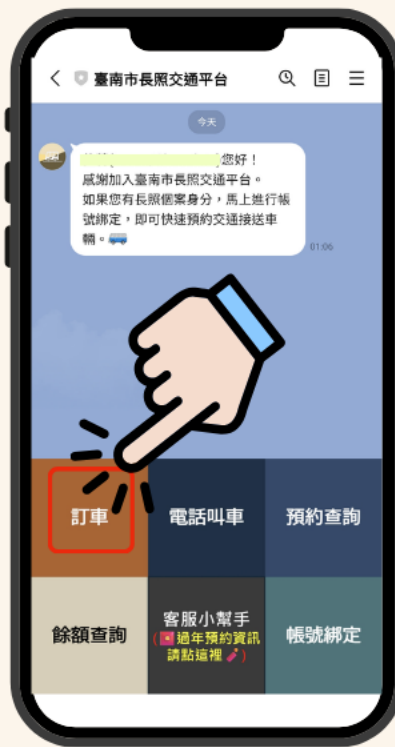 臺南市長照交通平台
今天
您好！
感謝加入臺南市長照交通平台。
如果您有長照個案身分，馬上進行帳
號綁定，即可快速預約交通接送車
輛。
01:06
訂車
電話叫車
預約查詢
餘額查詢
客服小幫手
(🧧過年預約資訊
請點這裡🧨)
帳號綁定